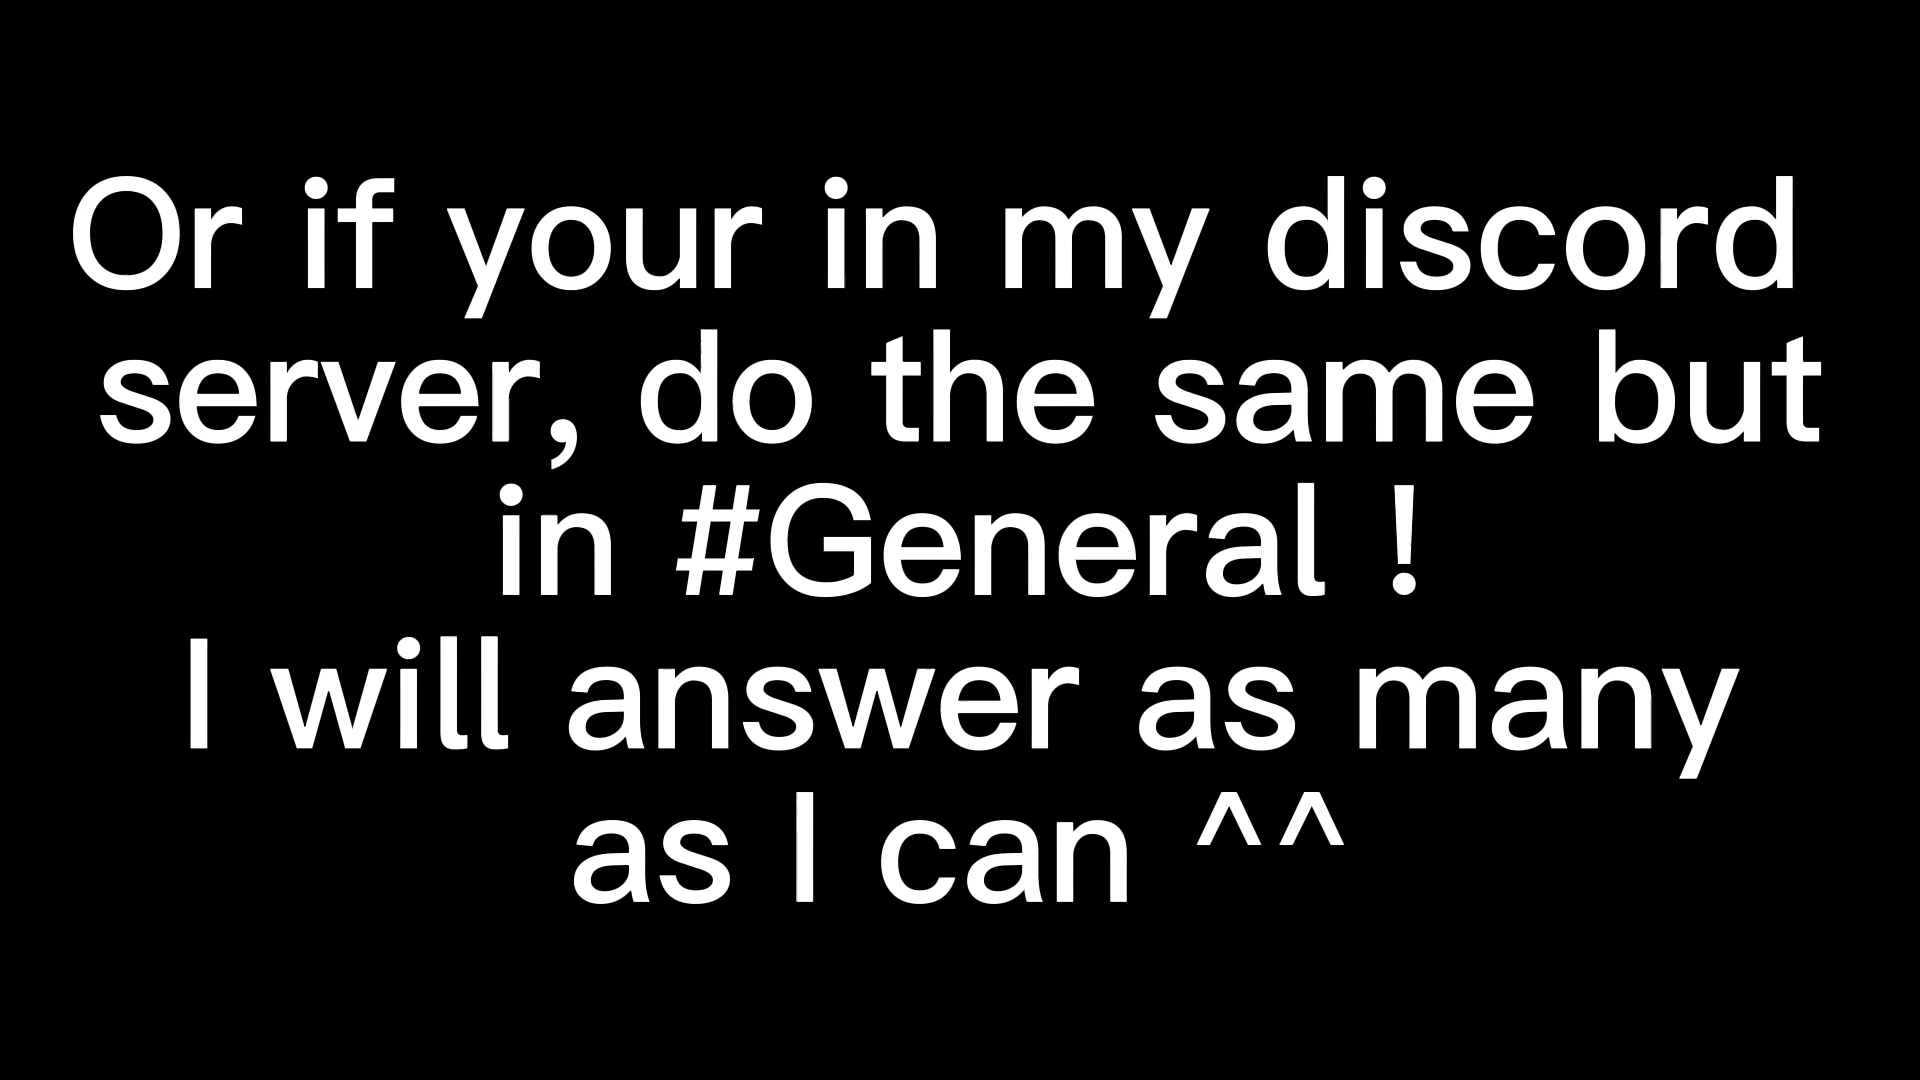 Or if your in my discord
server, do the same but
in #General !
I will answer as many
as I can ^^